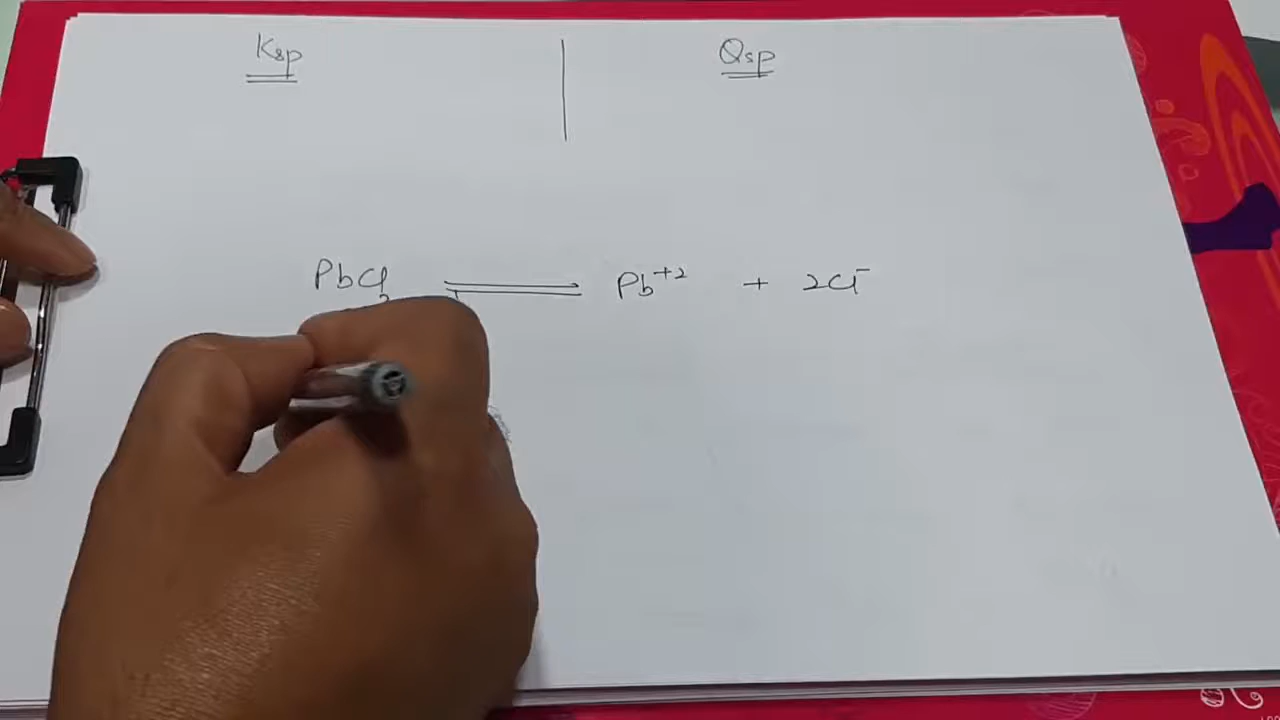 Ksp Qsp
PbCl₂ ⇌ Pb⁺² + 2Cl⁻